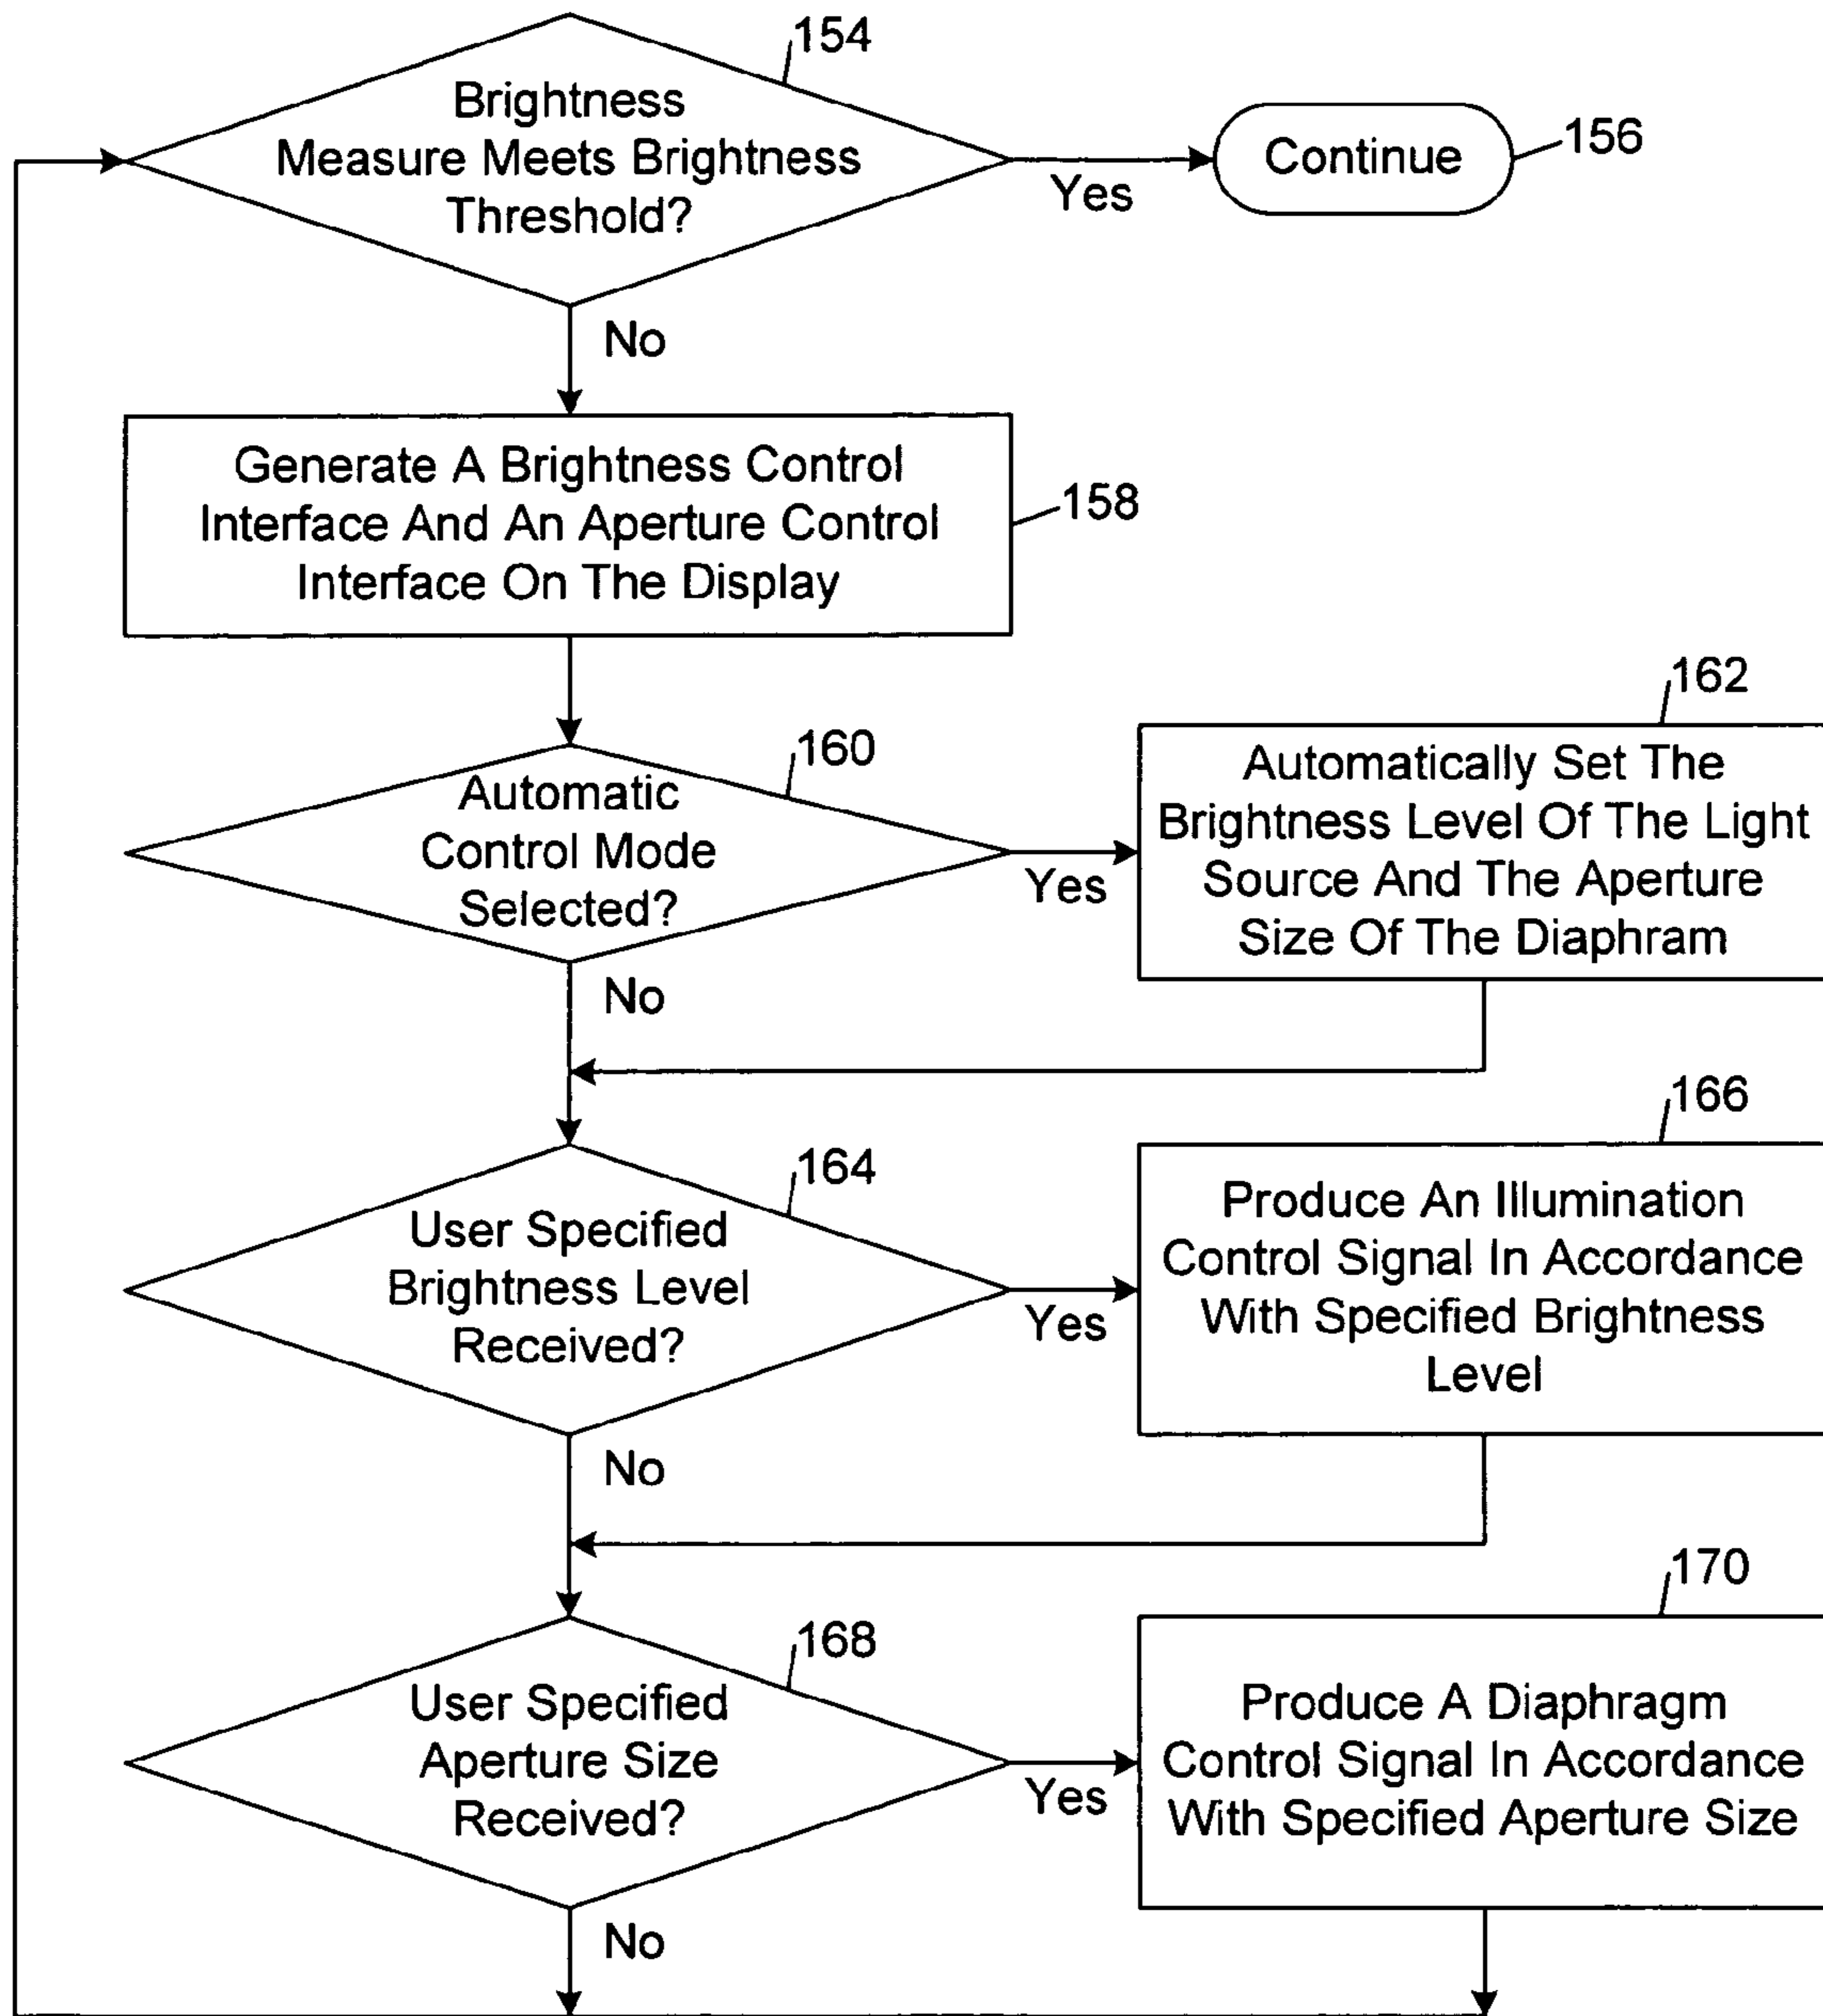 154
Brightness
Measure Meets Brightness
Threshold?
Yes
Continue
156
No
Generate A Brightness Control
Interface And An Aperture Control
Interface On The Display
158
160
Automatic
Control Mode
Selected?
Yes
162
Automatically Set The
Brightness Level Of The Light
Source And The Aperture
Size Of The Diaphram
No
164
User Specified
Brightness Level
Received?
Yes
166
Produce An Illumination
Control Signal In Accordance
With Specified Brightness
Level
No
168
User Specified
Aperture Size
Received?
Yes
170
Produce A Diaphragm
Control Signal In Accordance
With Specified Aperture Size
No